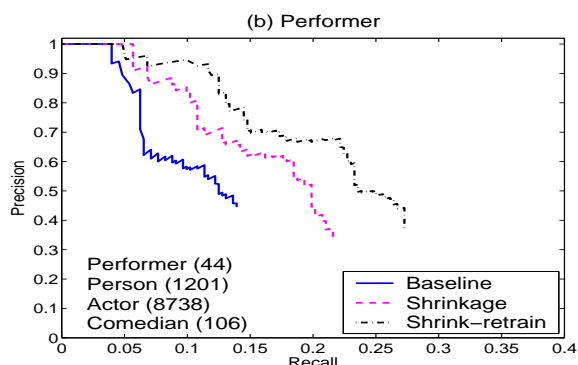 (b) Performer
1
0.9
0.8
0.7
0.6
0.5
0.4
0.3
0.2
0.1
0
Precision
Performer (44)
Person (1201)
Actor (8738)
Comedian (106)
Baseline
Shrinkage
Shrink−retrain
0 0.05 0.1 0.15 0.2 0.25 0.3 0.35 0.4
Recall